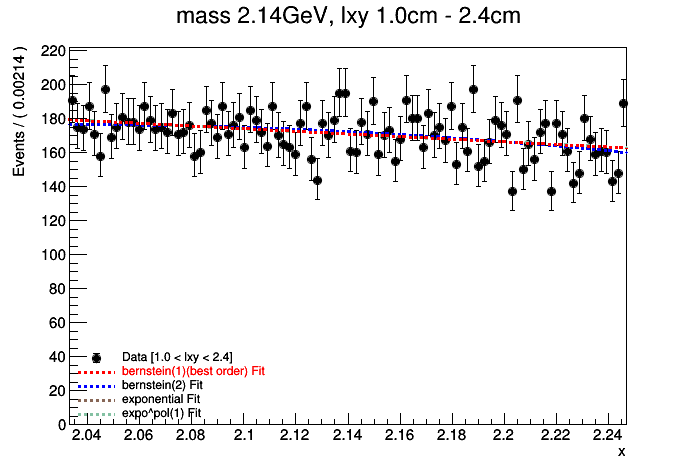 mass 2.14GeV, lxy 1.0cm - 2.4cm
Events / ( 0.00214 )
220
200
180
160
140
120
100
80
60
40
20
0
Data [1.0 < lxy < 2.4]
bernstein(1)(best order) Fit
bernstein(2) Fit
exponential Fit
expo^pol(1) Fit
2.04 2.06 2.08 2.1 2.12 2.14 2.16 2.18 2.2 2.22 2.24
x